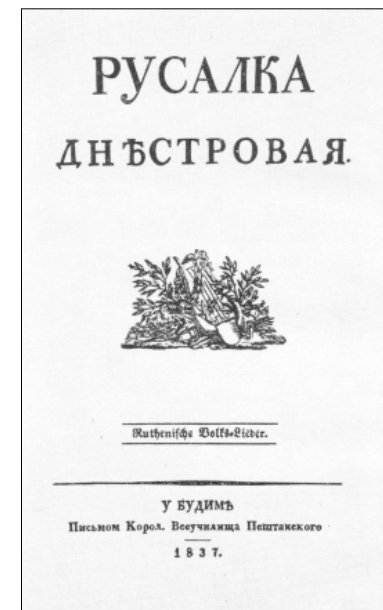 РУСАЛКА
ДНѢСТРОВАЯ.
Ruthenische Volks-Lieder.
У БУДИМѢ
Письмом Корол. Всеучилища Пештанского
1837.